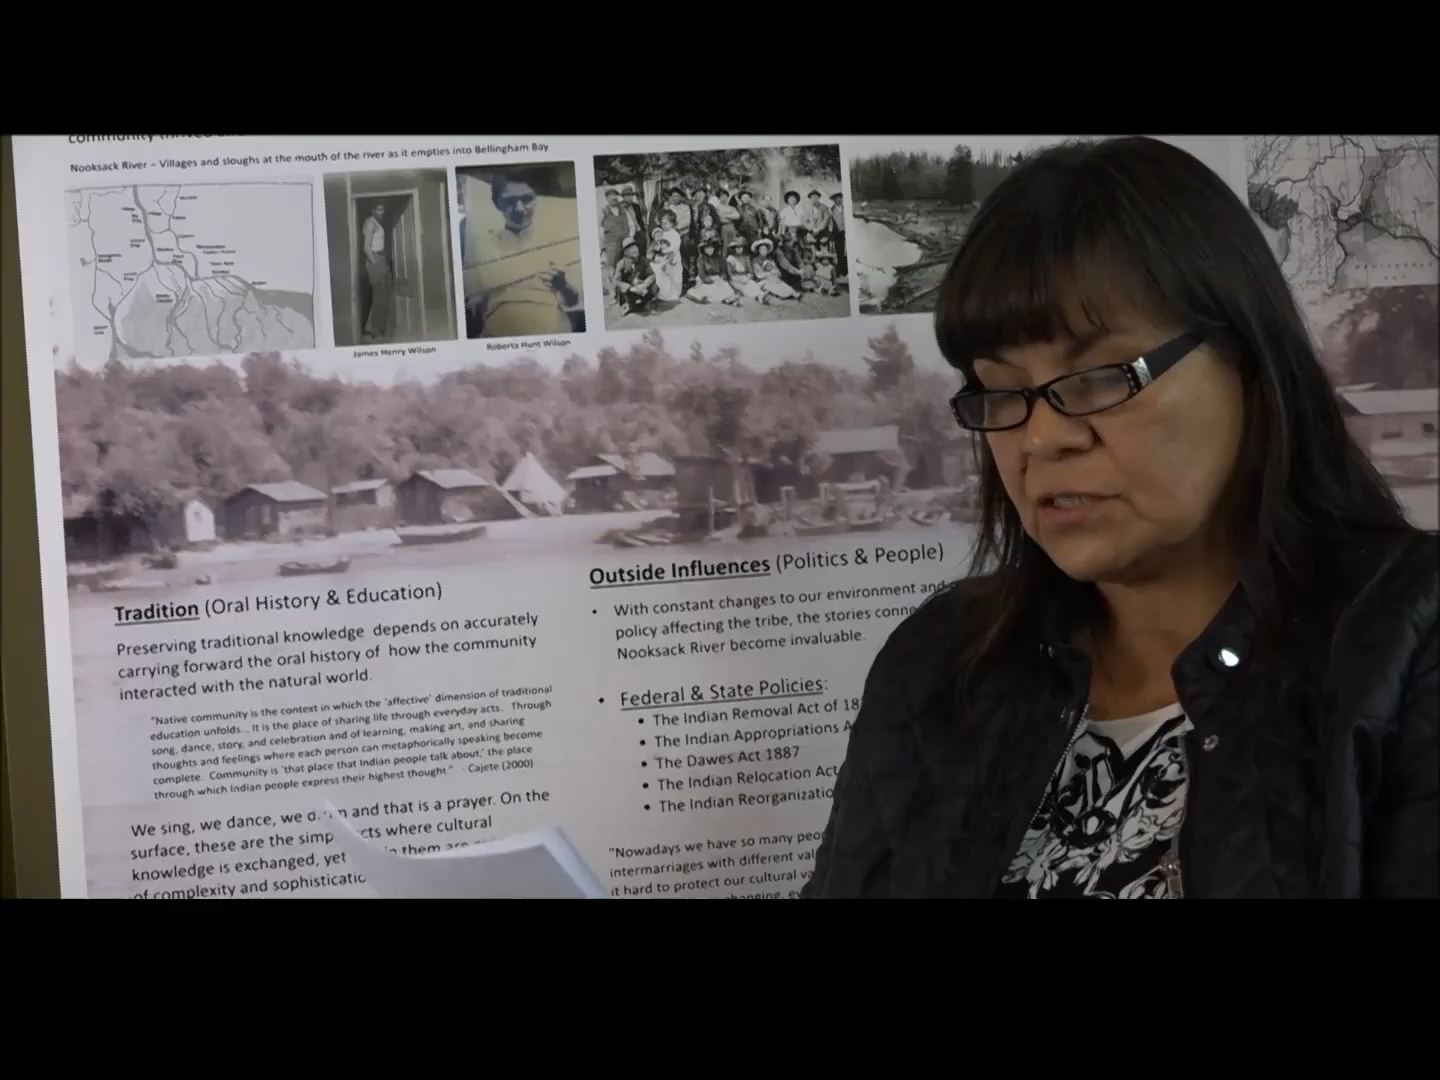 community thrived
Nooksack River – Villages and sloughs at the mouth of the river as it empties into Bellingham Bay
James Henry Wilson
Roberta Hunt Wilson
Tradition (Oral History & Education)
Preserving traditional knowledge depends on accurately
carrying forward the oral history of how the community
interacted with the natural world.
"Native community is the context in which the 'affective' dimension of traditional
education unfolds... It is the place of sharing life through everyday acts. Through
song, dance, story, and celebration and of learning, making art, and sharing
thoughts and feelings where each person can metaphorically speaking become
complete. Community is 'that place that Indian people talk about,' the place
through which Indian people express their highest thought." - Cajete (2000)
We sing, we dance, we and that is a prayer. On the
surface, these are the cts where cultural
knowledge is exchanged, yet in them are
of complexity and
Outside Influences (Politics & People)
• With constant changes to our environment and
policy affecting the tribe, the stories
Nooksack River become invaluable.
• Federal & State Policies:
• The Indian Removal Act of 18
• The Indian Appropriations A
• The Dawes Act 1887
• The Indian Relocation Act
• The Indian
"Nowadays we have so many
intermarriages with different
it hard to protect our cultural
changing,